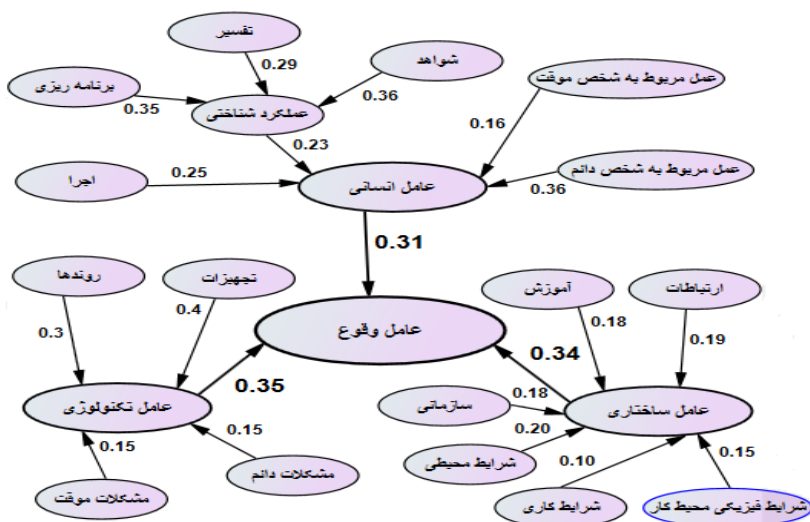 تفسیر
شواهد
0.29
برنامه ریزی
عمل مربوط به شخص موقت
0.35
0.36
عملکرد شناختی
0.23
0.16
اجرا
0.25
عامل انسانی
عمل مربوط به شخص دائم
0.36
0.31
روندها
تجهیزات
آموزش
ارتباطات
0.3
0.4
0.18
0.19
عامل وقوع
0.35
0.34
عامل تکنولوژی
سازمانی
0.18
عامل ساختاری
0.15
0.15
0.20
شرایط محیطی
0.10
0.15
مشکلات دائم
مشکلات موقت
شرایط کاری
شرایط فیزیکی محیط کار